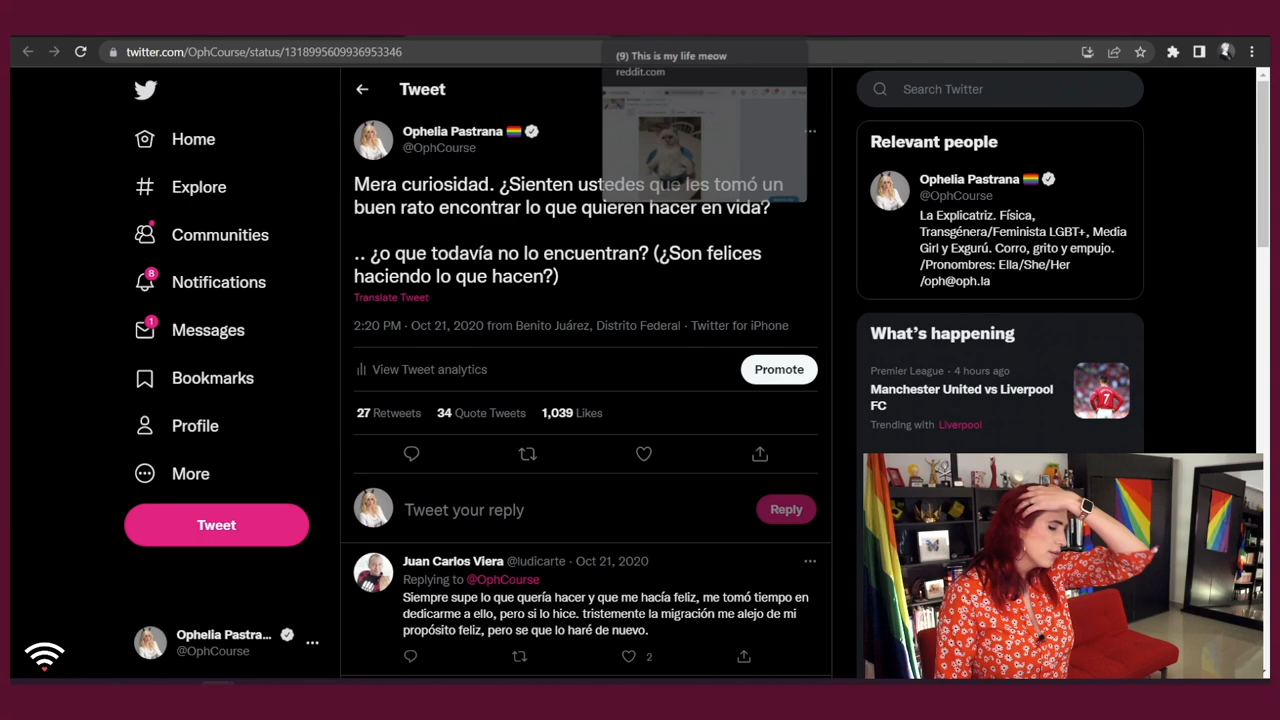 twitter.com/OphCourse/status/1318995609936953346
(9) This is my life meow
reddit.com
Home
Explore
Communities
8
Notifications
1
Messages
Bookmarks
Profile
More
Tweet
Ophelia Pastra...
@OphCourse
Tweet
Ophelia Pastrana
@OphCourse
Mera curiosidad. ¿Sienten ustedes que les tomó un
buen rato encontrar lo que quieren hacer en vida?
.. ¿o que todavía no lo encuentran? (¿Son felices
haciendo lo que hacen?)
Translate Tweet
2:20 PM · Oct 21, 2020 from Benito Juárez, Distrito Federal · Twitter for iPhone
View Tweet analytics
Promote
27 Retweets 34 Quote Tweets 1,039 Likes
Tweet your reply
Reply
Juan Carlos Viera @ludicarte · Oct 21, 2020
Replying to @OphCourse
Siempre supe lo que quería hacer y que me hacía feliz, me tomó tiempo en
dedicarme a ello, pero si lo hice. tristemente la migración me alejo de mi
propósito feliz, pero se que lo haré de nuevo.
2
Search Twitter
Relevant people
Ophelia Pastrana
@OphCourse
La Explicatriz. Física,
Transgénera/Feminista LGBT+, Media
Girl y Exgurú. Corro, grito y empujo.
/Pronombres: Ella/She/Her
/oph@oph.la
What's happening
Premier League · 4 hours ago
Manchester United vs Liverpool
FC
Trending with Liverpool
7